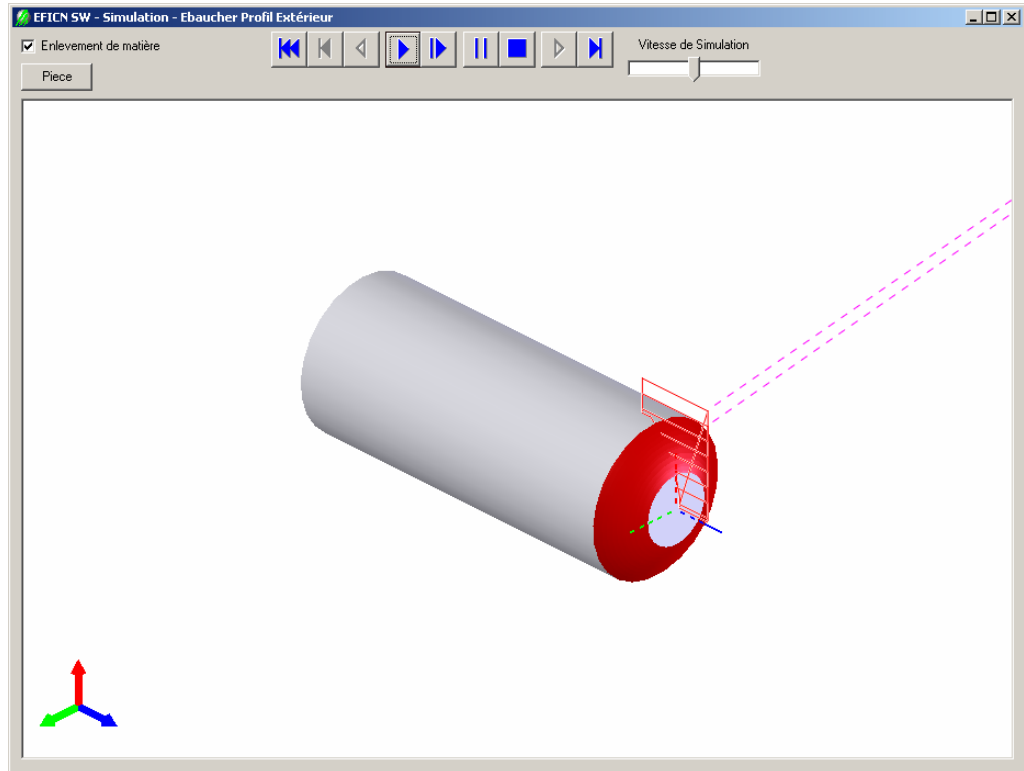 EFICN SW - Simulation - Ebaucher Profil Extérieur
Enlevement de matière
Vitesse de Simulation
Piece